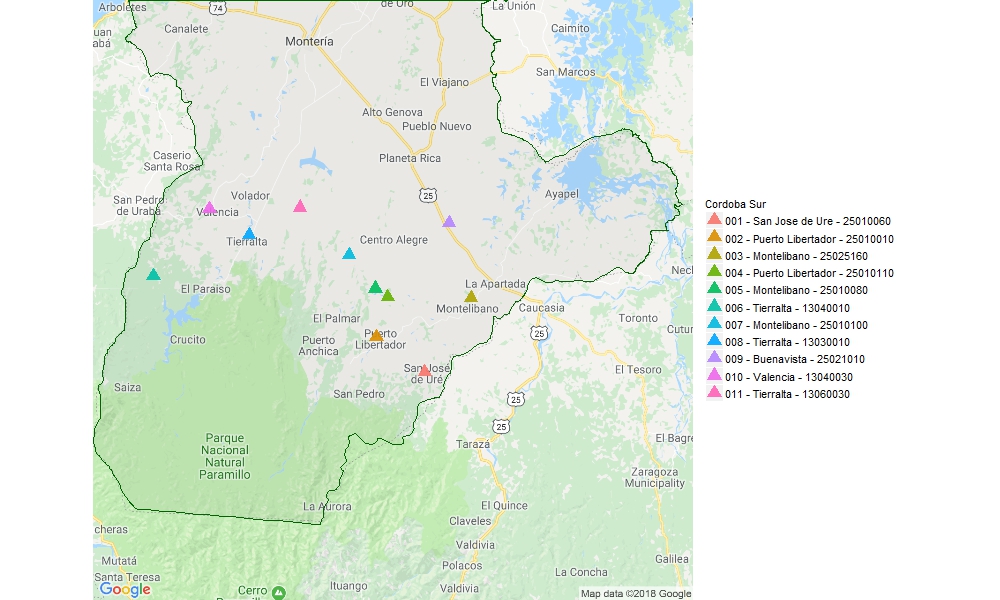 Arboletes
74
de Oro
La Unión
uan
abá
Canalete
Montería
Caimito
El Viajano
San Marcos
Alto Genova
Pueblo Nuevo
Caserio
Santa Rosa
Planeta Rica
25
San Pedro
de Urabá
Volador
Valencia
Ayapel
Tierralta
Centro Alegre
El Paraiso
La Apartada
Montelibano
Caucasia
Nech
El Palmar
Toronto
Crucito
Puerto
Anchica
Puerto
Libertador
25
Cutur
San José
de Uré
El Tesoro
Saiza
San Pedro
25
25
Parque
Nacional
Natural
Paramillo
Tarazá
El Bagre
Zaragoza
Municipality
La Aurora
El Quince
Claveles
cheras
Valdivia
Mutatá
Polacos
Galilea
Santa Teresa
La Concha
Ituango
Valdivia
Cerro
Google
Map data ©2018 Google
Cordoba Sur
001 - San Jose de Ure - 25010060
002 - Puerto Libertador - 25010010
003 - Montelibano - 25025160
004 - Puerto Libertador - 25010110
005 - Montelibano - 25010080
006 - Tierralta - 13040010
007 - Montelibano - 25010100
008 - Tierralta - 13030010
009 - Buenavista - 25021010
010 - Valencia - 13040030
011 - Tierralta - 13060030